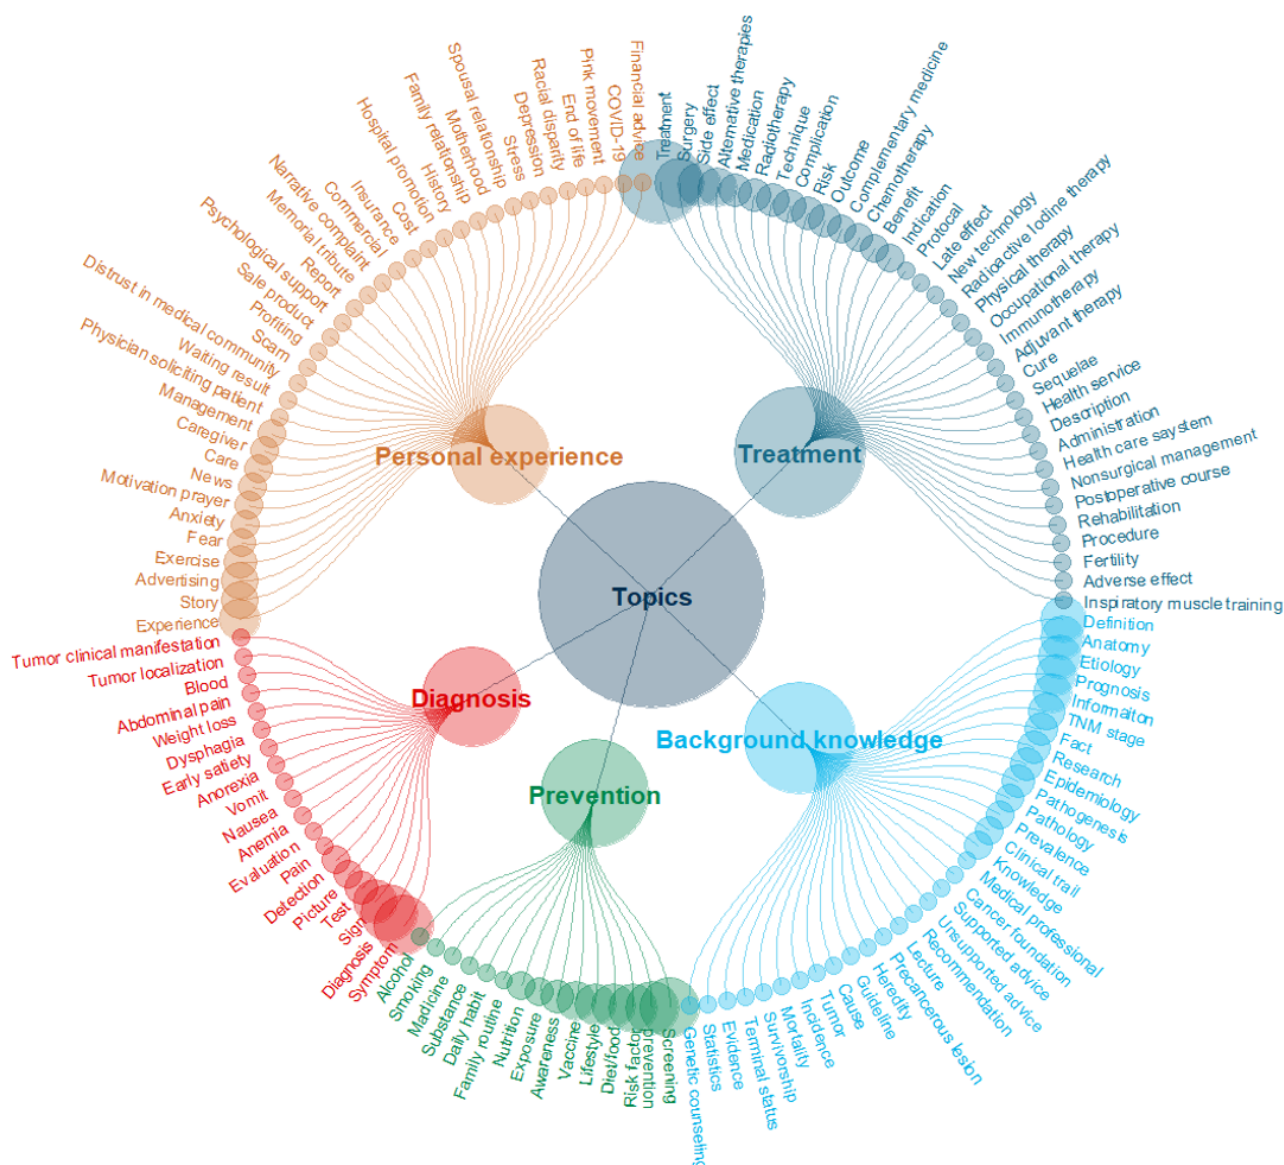 Topics
Personal experience
Treatment
Diagnosis
Prevention
Background knowledge
Financial advice
COVID-19
Pink movement
End of life
Racial disparity
Depression
Stress
Spousal relationship
Motherhood
Family relationship
History
Hospital promotion
Cost
Insurance
Commercial
Narrative complaint
Memorial tribute
Report
Psychological support
Sale product
Profiting
Scam
Distrust in medical community
Waiting result
Physician soliciting patient
Management
Caregiver
Care
News
Motivation prayer
Anxiety
Fear
Exercise
Advertising
Story
Experience
Treatment
Surgery
Side effect
Alternative therapies
Medication
Radiotherapy
Technique
Complication
Risk
Outcome
Complementary medicine
Chemotherapy
Benefit
Indication
Protocal
Late effect
New technology
Radioactive Iodine therapy
Physical therapy
Occupational therapy
Immunotherapy
Adjuvant therapy
Cure
Sequelae
Health service
Description
Administration
Health care saystem
Nonsurgical management
Postoperative course
Rehabilitation
Procedure
Fertility
Adverse effect
Inspiratory muscle training
Definition
Anatomy
Etiology
Prognosis
Informaiton
TNM stage
Fact
Research
Epidemiology
Pathogenesis
Pathology
Prevalence
Clinical trail
Knowledge
Medical professional
Cancer foundation
Supported advice
Unsupported advice
Recommendation
Lecture
Precancerous lesion
Heredity
Guideline
Cause
Tumor
Incidence
Mortality
Survivorship
Terminal status
Evidence
Statistics
Genetic counseling
Screening
prevention
Risk factor
Diet/food
Lifestyle
Vaccine
Awareness
Exposure
Nutrition
Family routine
Daily habit
Substance
Madicine
Smoking
Alcohol
Symptom
Diagnosis
Sign
Test
Picture
Detection
Pain
Evaluation
Anemia
Nausea
Vomit
Anorexia
Early satiety
Dysphagia
Weight loss
Abdominal pain
Blood
Tumor localization
Tumor clinical manifestation